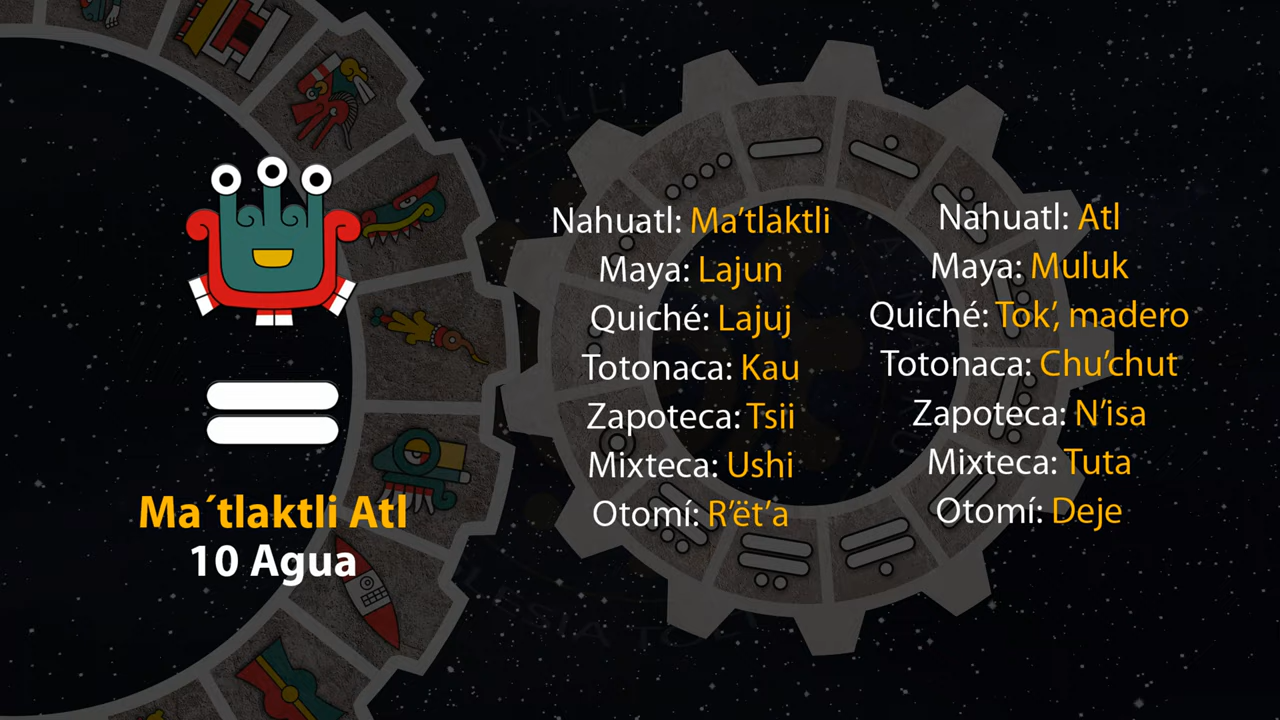 Nahuatl: Ma’tlaktli
Maya: Lajun
Quiché: Lajuj
Totonaca: Kau
Zapoteca: Tsii
Mixteca: Ushi
Otomí: R’ët’a
Nahuatl: Atl
Maya: Muluk
Quiché: Tok’, madero
Totonaca: Chu’chut
Zapoteca: N’isa
Mixteca: Tuta
Otomí: Deje
Ma´tlaktli Atl
10 Agua